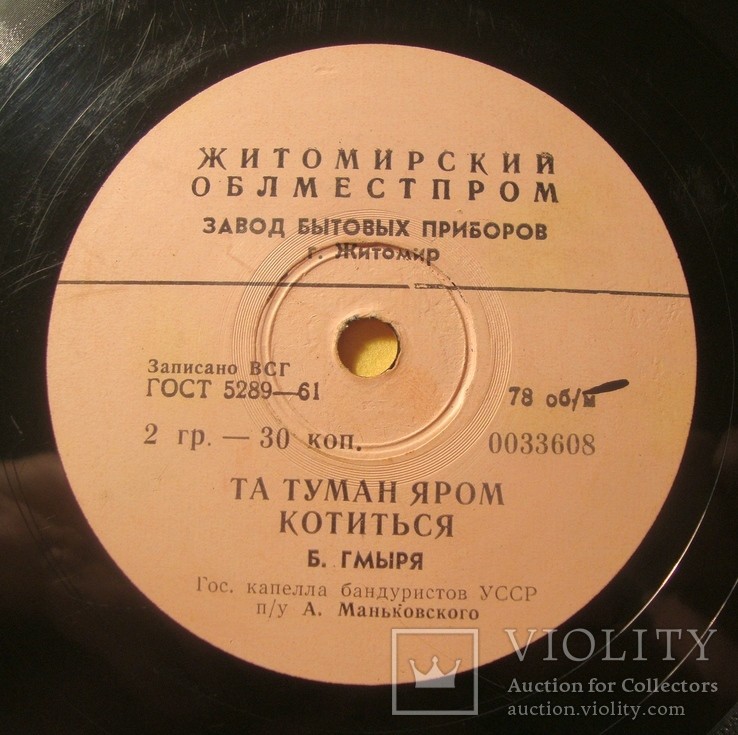 ЖИТОМИРСКИЙ
ОБЛМЕСТПРОМ
ЗАВОД БЫТОВЫХ ПРИБОРОВ
г. Житомир
Записано ВСГ
ГОСТ 5289—61
78 об/м
2 гр. — 30 коп.
0033608
ТА ТУМАН ЯРОМ
КОТИТЬСЯ
Б. ГМЫРЯ
Гос. капелла бандуристов УССР
п/у А. Маньковского
VIOLITY
Auction for Collectors
auction.violity.com